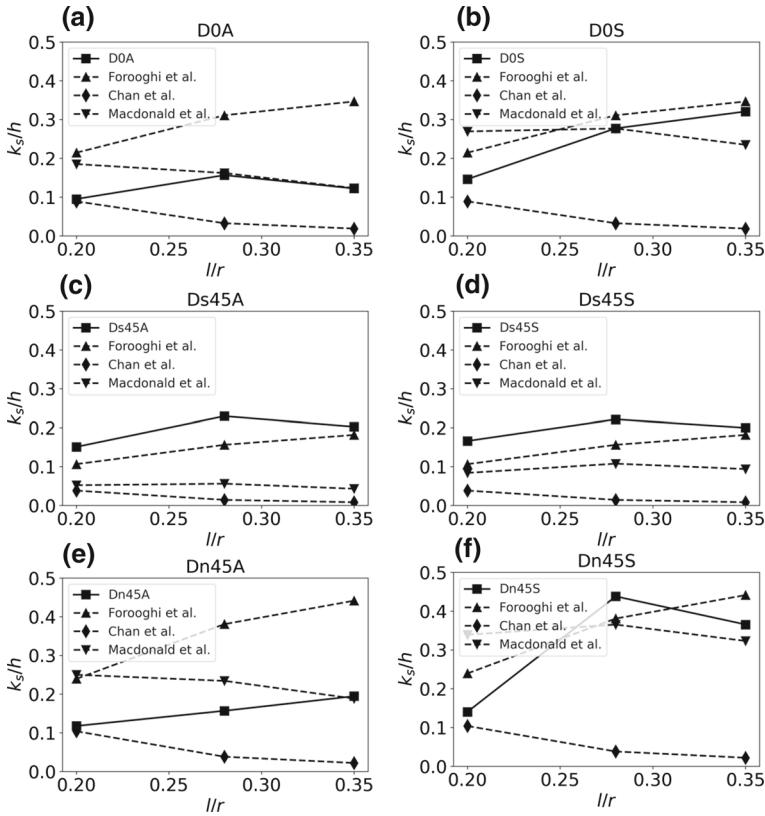 (a)
D0A
0.5
0.4
0.3
0.2
0.1
0.0
k_s/h
D0A
Forooghi et al.
Chan et al.
Macdonald et al.
0.20
0.25
0.30
0.35
l/r
(b)
D0S
0.5
0.4
0.3
0.2
0.1
0.0
k_s/h
D0S
Forooghi et al.
Chan et al.
Macdonald et al.
0.20
0.25
0.30
0.35
l/r
(c)
Ds45A
0.5
0.4
0.3
0.2
0.1
0.0
k_s/h
Ds45A
Forooghi et al.
Chan et al.
Macdonald et al.
0.20
0.25
0.30
0.35
l/r
(d)
Ds45S
0.5
0.4
0.3
0.2
0.1
0.0
k_s/h
Ds45S
Forooghi et al.
Chan et al.
Macdonald et al.
0.20
0.25
0.30
0.35
l/r
(e)
Dn45A
0.5
0.4
0.3
0.2
0.1
0.0
k_s/h
Dn45A
Forooghi et al.
Chan et al.
Macdonald et al.
0.20
0.25
0.30
0.35
l/r
(f)
Dn45S
0.5
0.4
0.3
0.2
0.1
0.0
k_s/h
Dn45S
Forooghi et al.
Chan et al.
Macdonald et al.
0.20
0.25
0.30
0.35
l/r